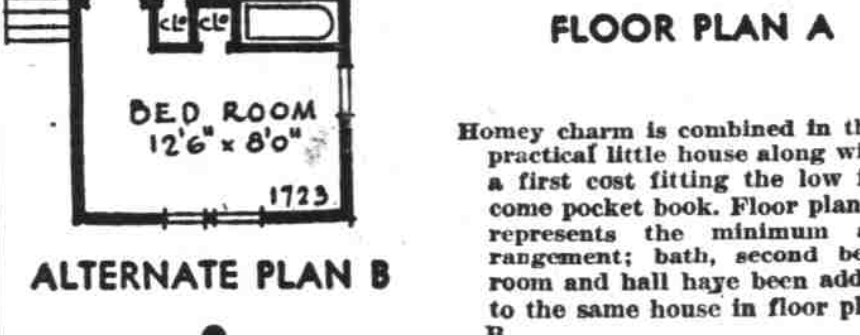 CLO CLO
BED ROOM
12'6" x 8'0"
1723
ALTERNATE PLAN B
FLOOR PLAN A
Homey charm is combined in th
practical little house along wi
a first cost fitting the low i
come pocket book. Floor plan
represents the minimum a
rangement; bath, second be
room and hall have been add
to the same house in floor pl
B